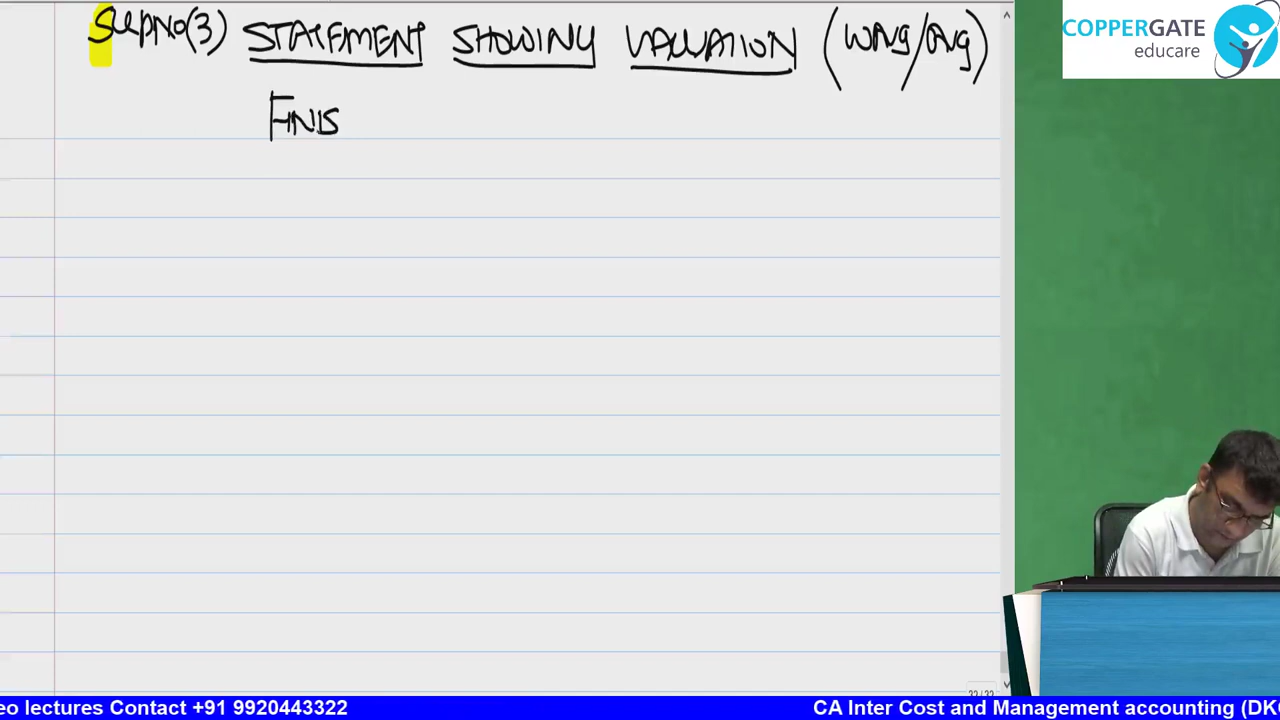 Step No (3) STATEMENT SHOWING VALUATION (WAvg/Avg)
FINIS
COPPERGATE
educare
eo lectures Contact +91 9920443322
CA Inter Cost and Management accounting (DK